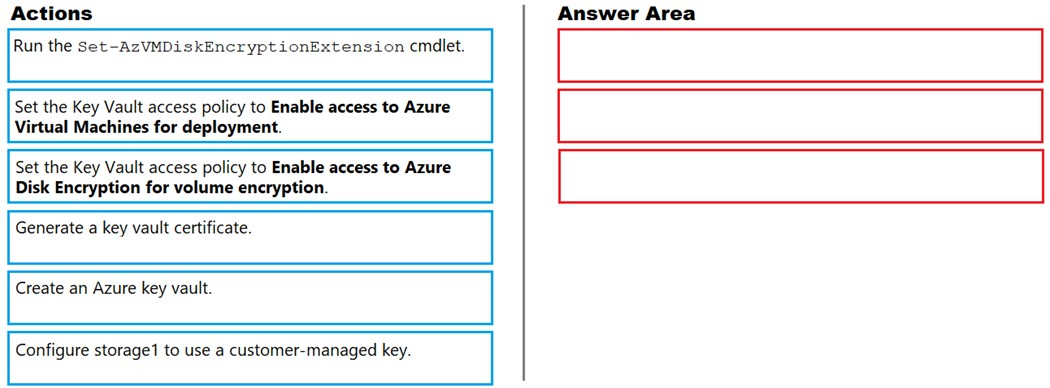 Actions
Run the Set-AzVMDiskEncryptionExtension cmdlet.
Set the Key Vault access policy to Enable access to Azure
Virtual Machines for deployment.
Set the Key Vault access policy to Enable access to Azure
Disk Encryption for volume encryption.
Generate a key vault certificate.
Create an Azure key vault.
Configure storage1 to use a customer-managed key.
Answer Area